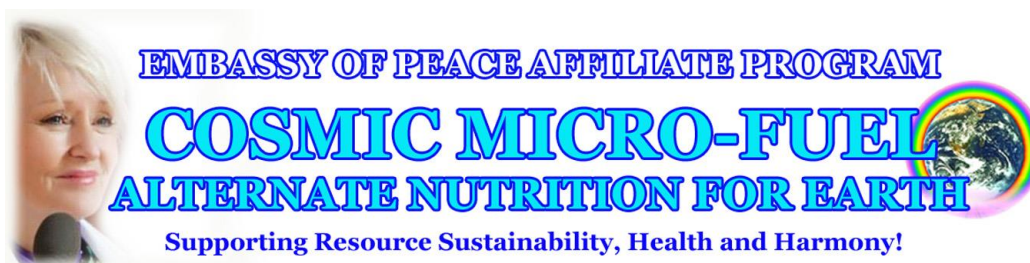 EMBASSY OF PEACE AFFILIATE PROGRAM
COSMIC MICRO-FUEL
ALTERNATE NUTRITION FOR EARTH
Supporting Resource Sustainability, Health and Harmony!